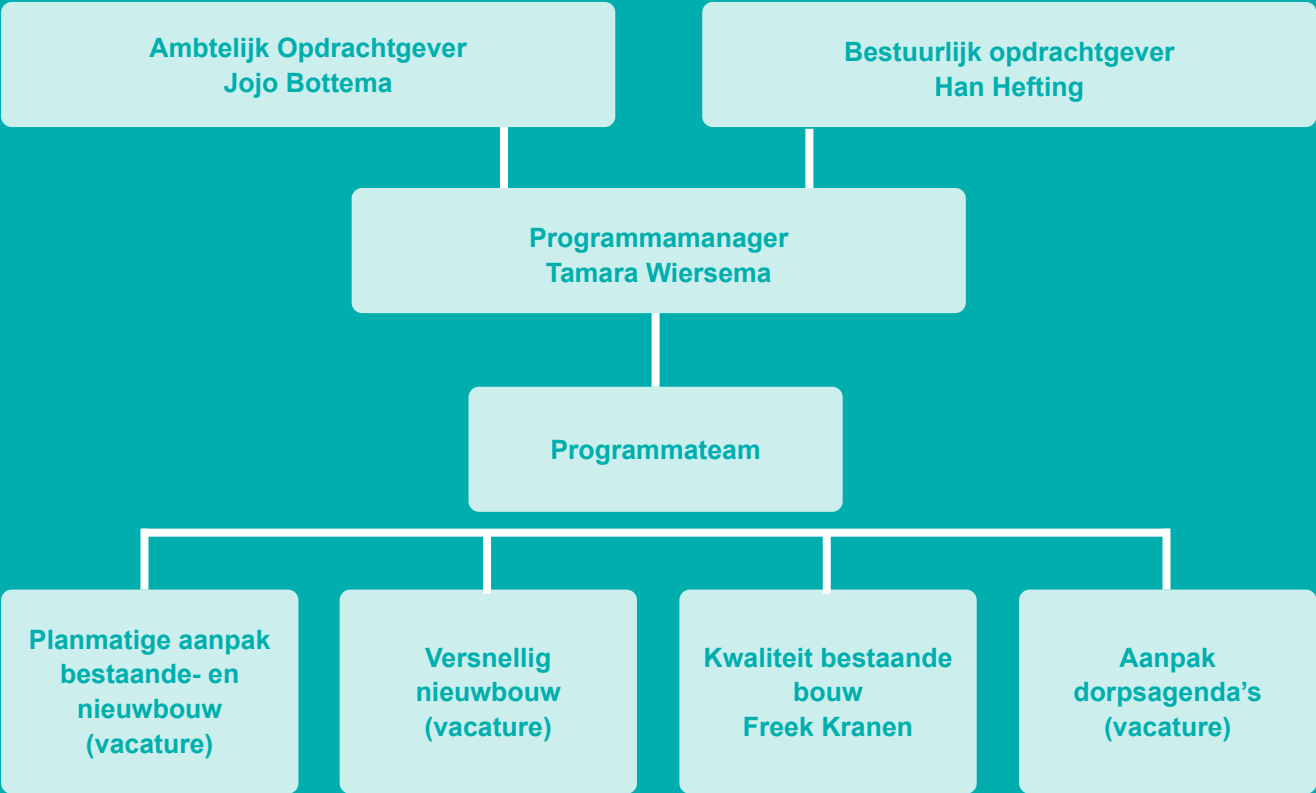 Ambtelijk Opdrachtgever
Jojo Bottema
Bestuurlijk opdrachtgever
Han Hefting
Programmamanager
Tamara Wiersema
Programmateam
Planmatige aanpak
bestaande- en
nieuwbouw
(vacature)
Versnellig
nieuwbouw
(vacature)
Kwaliteit bestaande
bouw
Freek Kranen
Aanpak
dorpsagenda’s
(vacature)